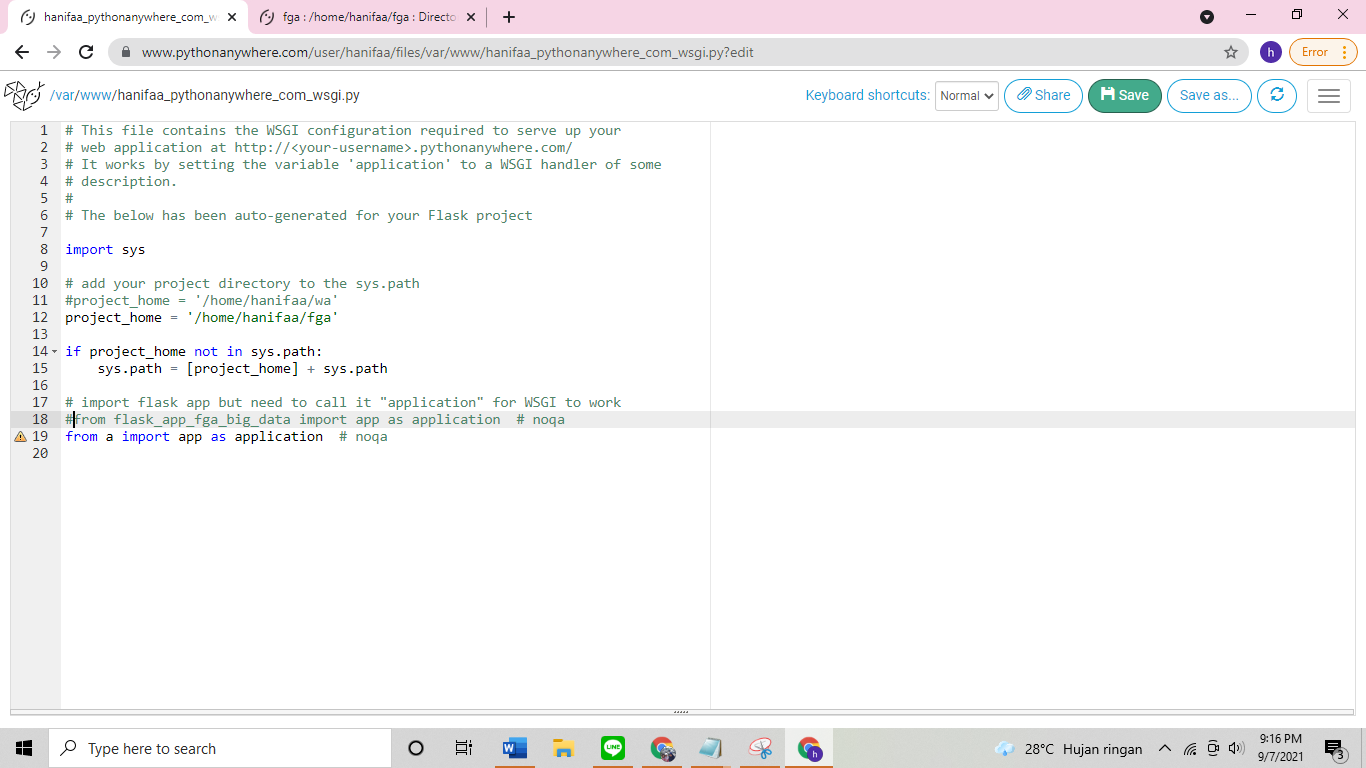 hanifaa_pythonanywhere_com_w
fga : /home/hanifaa/fga : Directo
www.pythonanywhere.com/user/hanifaa/files/var/www/hanifaa_pythonanywhere_com_wsgi.py?edit
h
Error
/var/www/hanifaa_pythonanywhere_com_wsgi.py
Keyboard shortcuts: Normal Share Save Save as...
1 # This file contains the WSGI configuration required to serve up your
2 # web application at http://<your-username>.pythonanywhere.com/
3 # It works by setting the variable 'application' to a WSGI handler of some
4 # description.
5 #
6 # The below has been auto-generated for your Flask project
7
8 import sys
9
10 # add your project directory to the sys.path
11 #project_home = '/home/hanifaa/wa'
12 project_home = '/home/hanifaa/fga'
13
14 if project_home not in sys.path:
15     sys.path = [project_home] + sys.path
16
17 # import flask app but need to call it "application" for WSGI to work
18 #from flask_app_fga_big_data import app as application  # noqa
19 from a import app as application  # noqa
20
Type here to search
W
LINE
h
28°C Hujan ringan
9:16 PM
9/7/2021
3